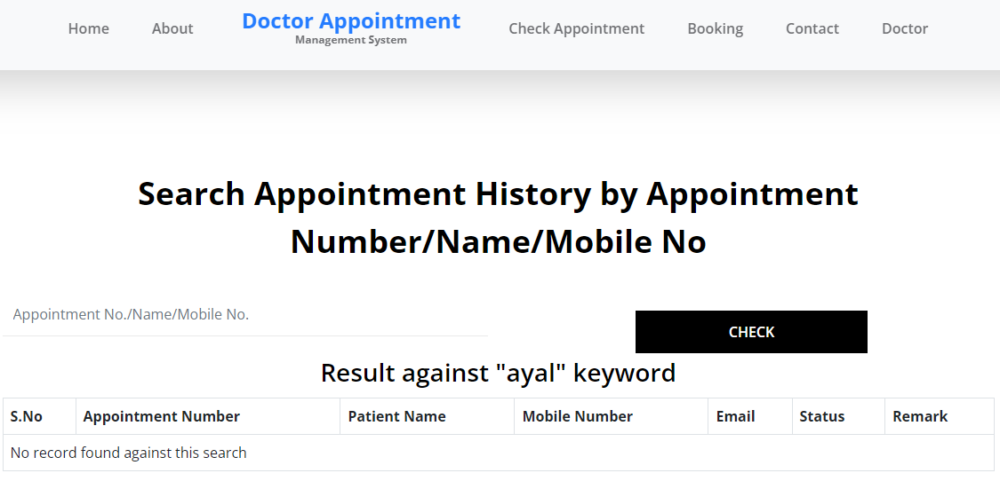 Home About Doctor Appointment Check Appointment Booking Contact Doctor
Management System
Search Appointment History by Appointment
Number/Name/Mobile No
Appointment No./Name/Mobile No.
CHECK
Result against "ayal" keyword
S.No Appointment Number Patient Name Mobile Number Email Status Remark
No record found against this search